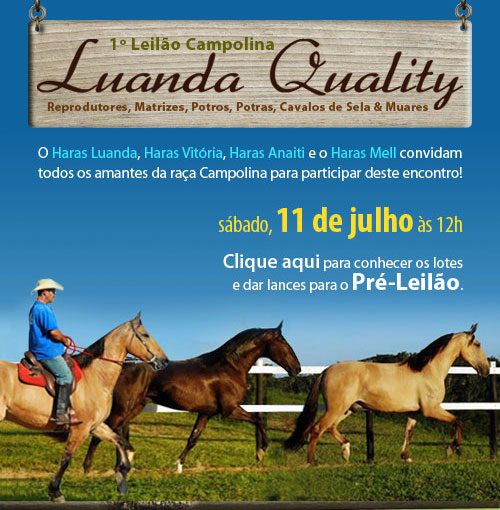 1º Leilão Campolina
Luanda Quality
Reprodutores, Matrizes, Potros, Potras, Cavalos de Sela & Muares
O Haras Luanda, Haras Vitória, Haras Anaiti e o Haras Mell convidam
todos os amantes da raça Campolina para participar deste encontro!
sábado, 11 de julho às 12h
Clique aqui para conhecer os lotes
e dar lances para o Pré-Leilão.